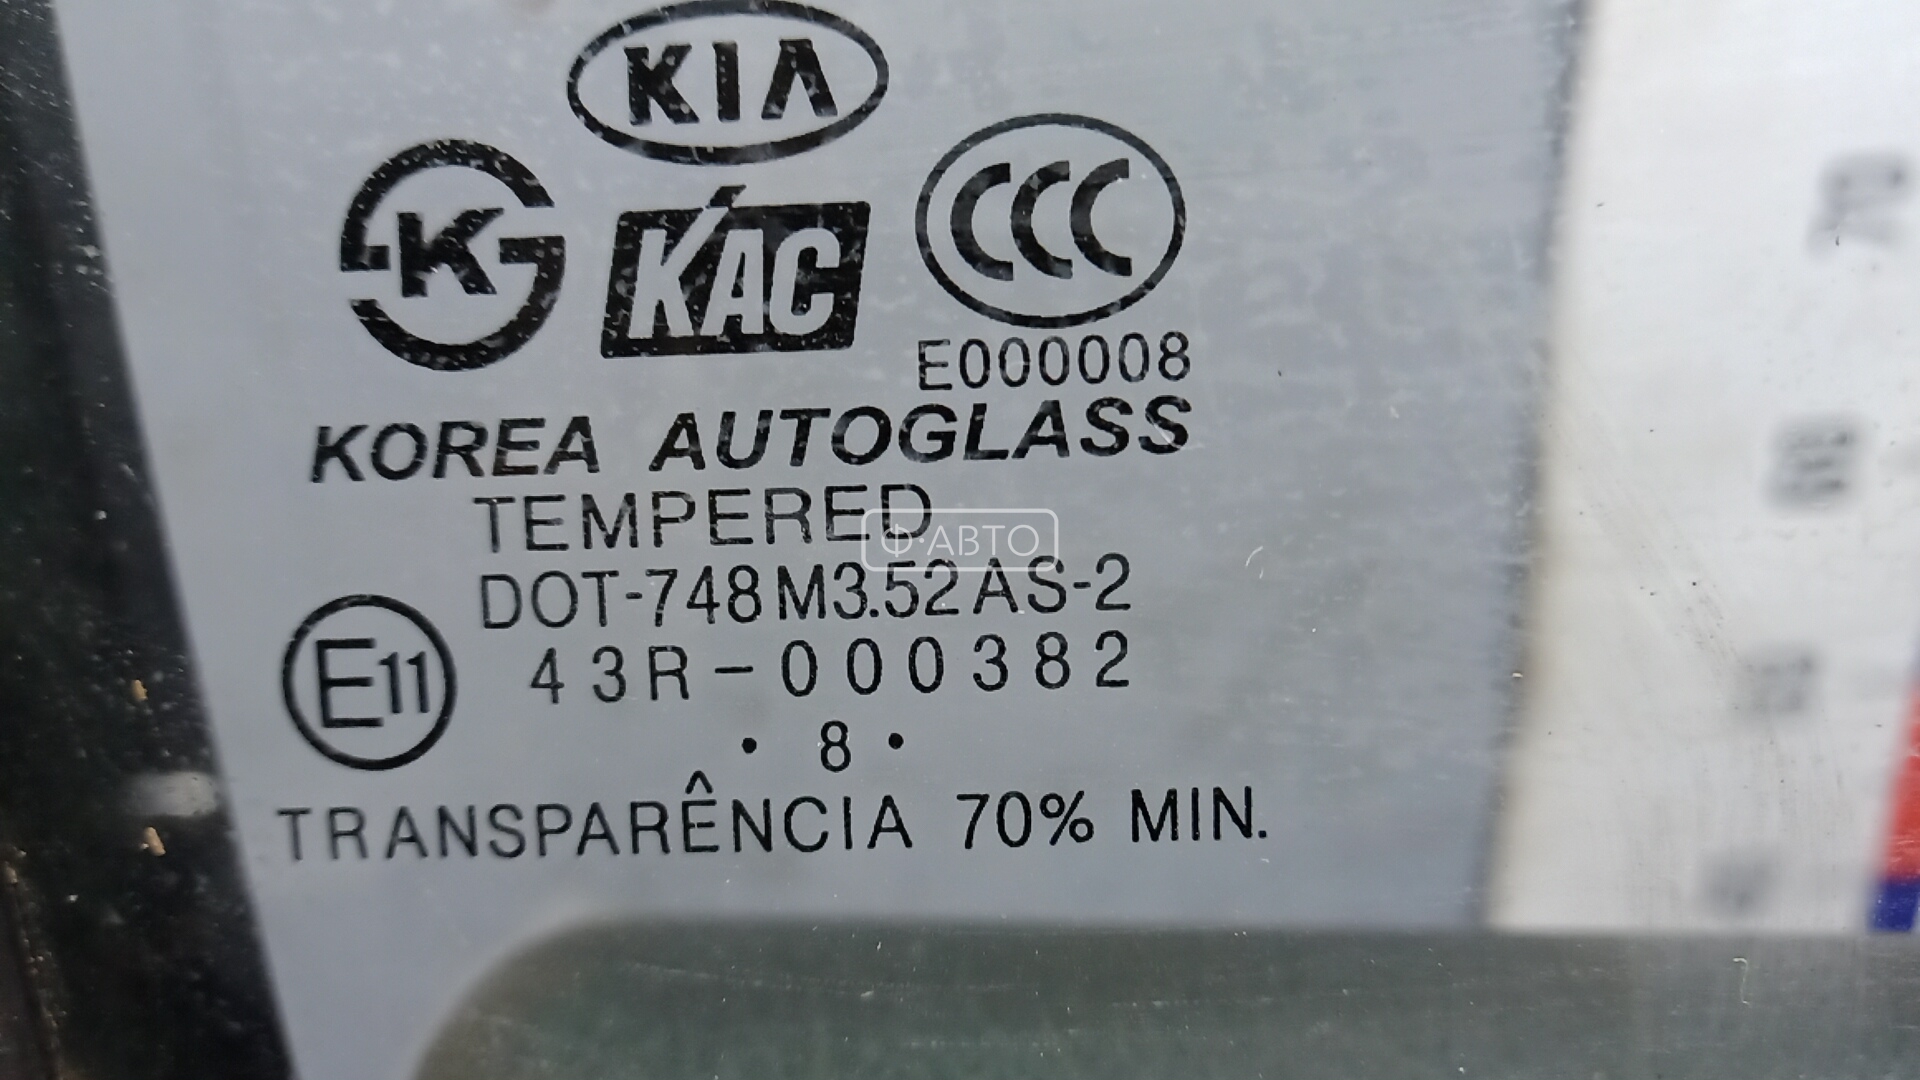 KIA
K
KAC
CCC
E000008
KOREA AUTOGLASS
TEMPERED
Ф·АВТО
DOT-748 M3.52 AS-2
E11
43R-000382
• 8 •
TRANSPARÊNCIA 70% MIN.